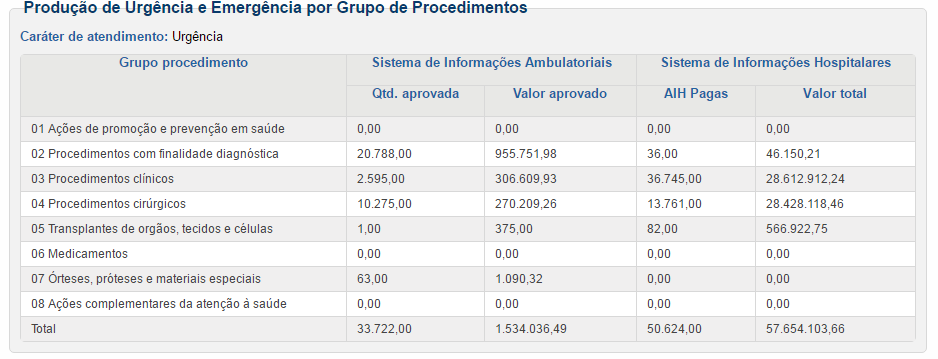 Produção de Urgência e Emergência por Grupo de Procedimentos
Caráter de atendimento: Urgência
Grupo procedimento Sistema de Informações Ambulatoriais Sistema de Informações Hospitalares
Qtd. aprovada Valor aprovado AIH Pagas Valor total
01 Ações de promoção e prevenção em saúde 0,00 0,00 0,00 0,00
02 Procedimentos com finalidade diagnóstica 20.788,00 955.751,98 36,00 46.150,21
03 Procedimentos clínicos 2.595,00 306.609,93 36.745,00 28.612.912,24
04 Procedimentos cirúrgicos 10.275,00 270.209,26 13.761,00 28.428.118,46
05 Transplantes de orgãos, tecidos e células 1,00 375,00 82,00 566.922,75
06 Medicamentos 0,00 0,00 0,00 0,00
07 Órteses, próteses e materiais especiais 63,00 1.090,32 0,00 0,00
08 Ações complementares da atenção à saúde 0,00 0,00 0,00 0,00
Total 33.722,00 1.534.036,49 50.624,00 57.654.103,66